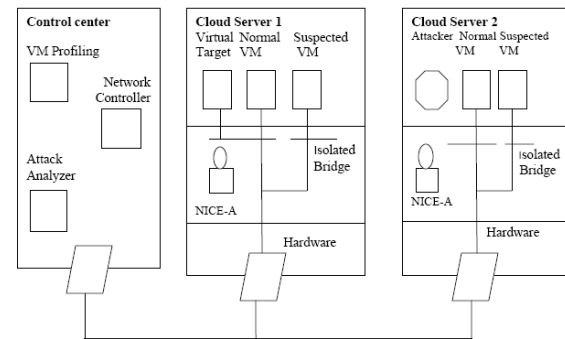 Control center
VM Profiling
Network
Controller
Attack
Analyzer
Cloud Server 1
Virtual Normal Suspected
Target VM VM
Isolated
Bridge
NICE-A
Hardware
Cloud Server 2
Attacker Normal Suspected
VM VM
Isolated
Bridge
NICE-A
Hardware